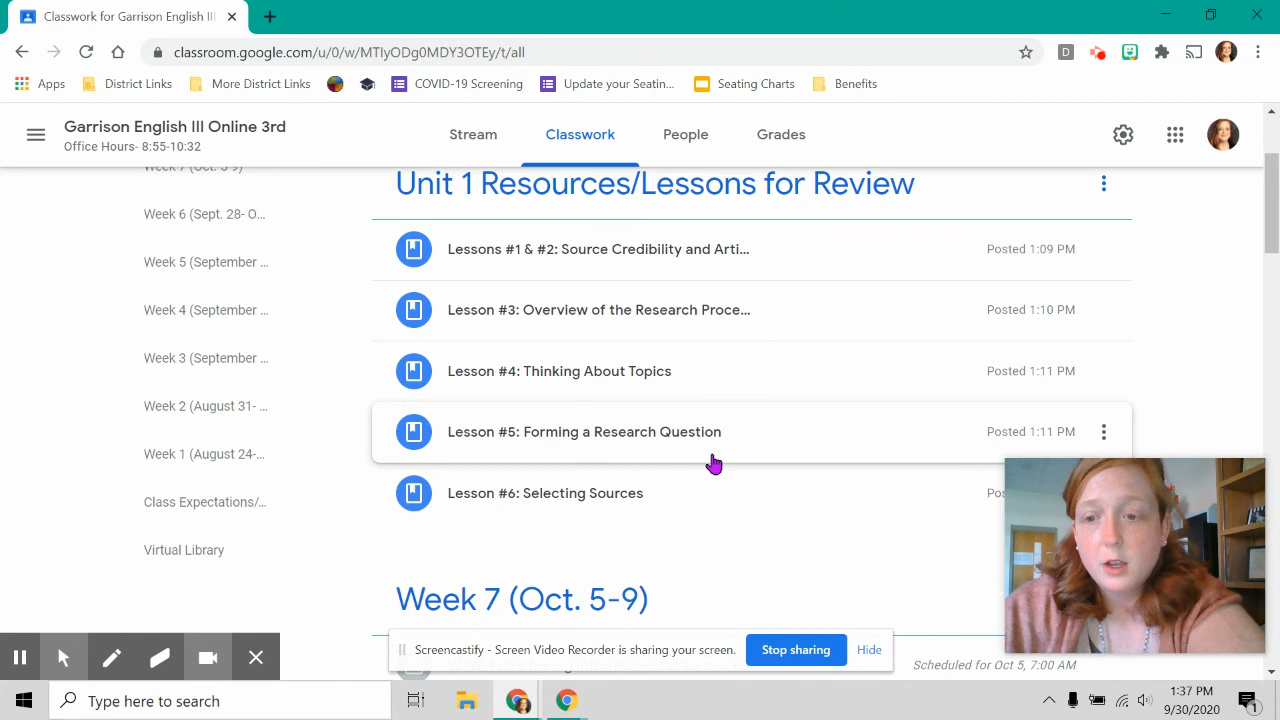 Classwork for Garrison English III
classroom.google.com/u/0/w/MTIyODg0MDY3OTEy/t/all
D
Apps
District Links
More District Links
COVID-19 Screening
Update your Seatin...
Seating Charts
Benefits
Garrison English III Online 3rd
Office Hours- 8:55-10:32
Stream
Classwork
People
Grades
Week 7 (Oct. 5-9)
Week 6 (Sept. 28- O...
Week 5 (September ...
Week 4 (September ...
Week 3 (September ...
Week 2 (August 31- ...
Week 1 (August 24-...
Class Expectations/...
Virtual Library
Unit 1 Resources/Lessons for Review
Lessons #1 & #2: Source Credibility and Arti...
Posted 1:09 PM
Lesson #3: Overview of the Research Proce...
Posted 1:10 PM
Lesson #4: Thinking About Topics
Posted 1:11 PM
Lesson #5: Forming a Research Question
Posted 1:11 PM
Lesson #6: Selecting Sources
Week 7 (Oct. 5-9)
Scheduled for Oct 5, 7:00 AM
Screencastify - Screen Video Recorder is sharing your screen.
Stop sharing
Hide
Type here to search
1:37 PM
9/30/2020
1